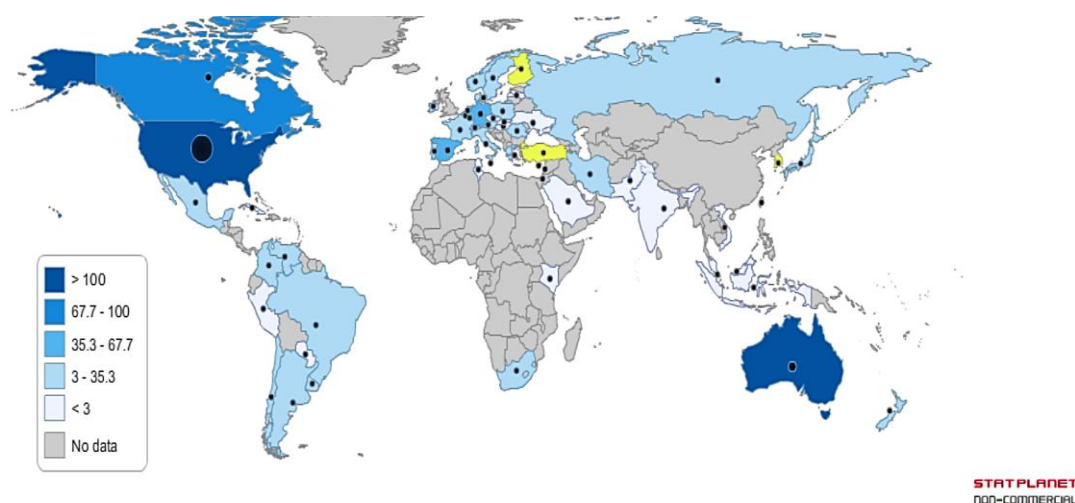 > 100
67.7 - 100
35.3 - 67.7
3 - 35.3
< 3
No data
STATPLANET
NON-COMMERCIAL